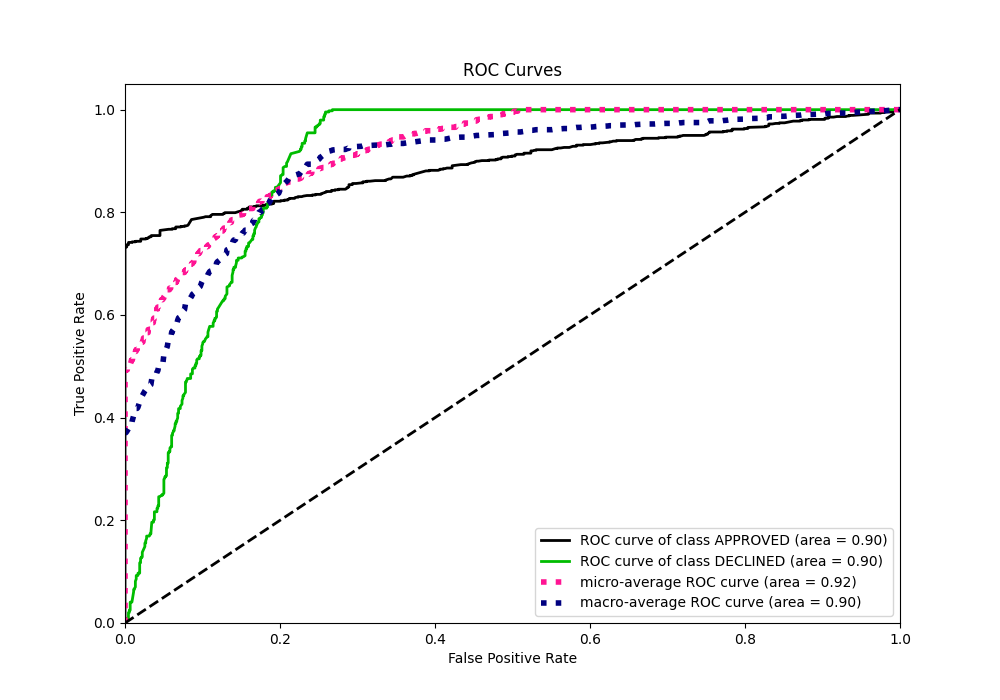 ROC Curves
True Positive Rate
1.0
0.8
0.6
0.4
0.2
0.0
0.0 0.2 0.4 0.6 0.8 1.0
False Positive Rate
ROC curve of class APPROVED (area = 0.90)
ROC curve of class DECLINED (area = 0.90)
micro-average ROC curve (area = 0.92)
macro-average ROC curve (area = 0.90)